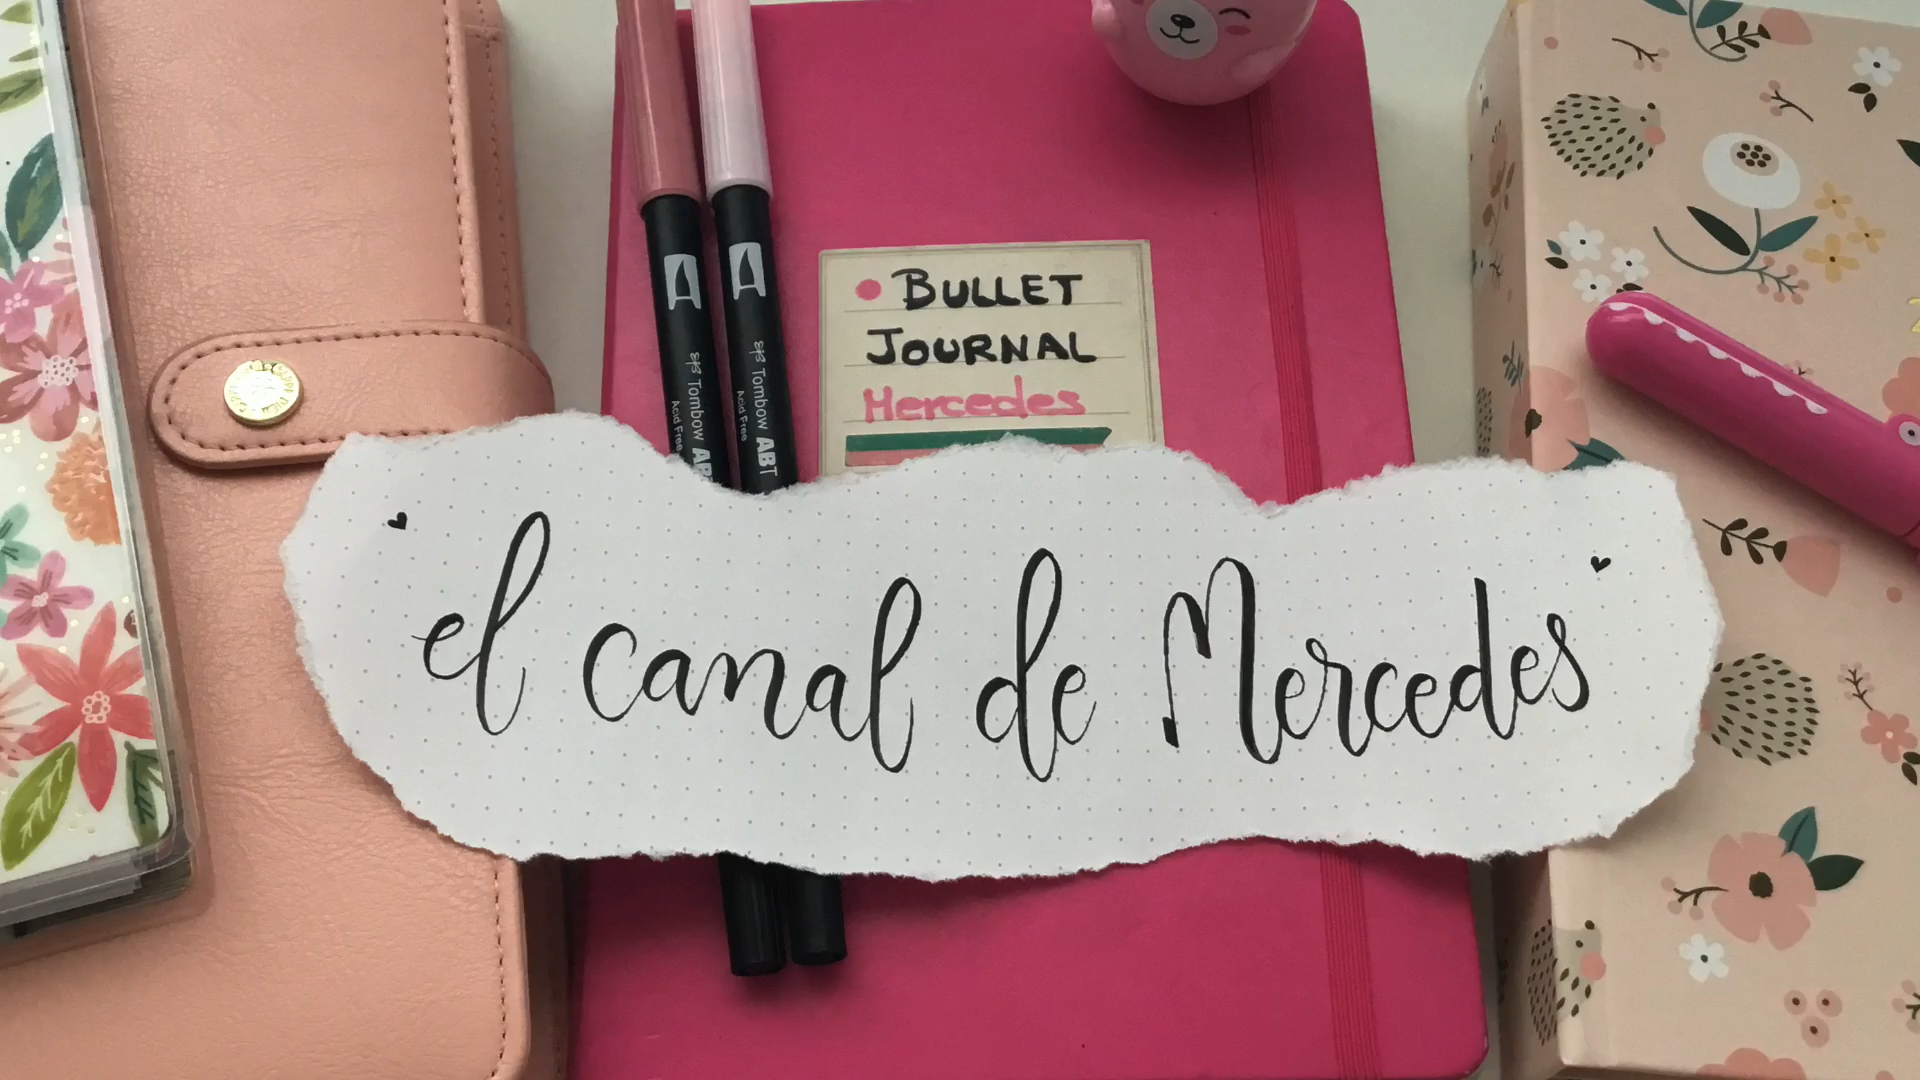 BULLET
JOURNAL
Mercedes
Tombow ABT
Acid Free
Tombow ABT
Acid Free
el canal de Mercedes